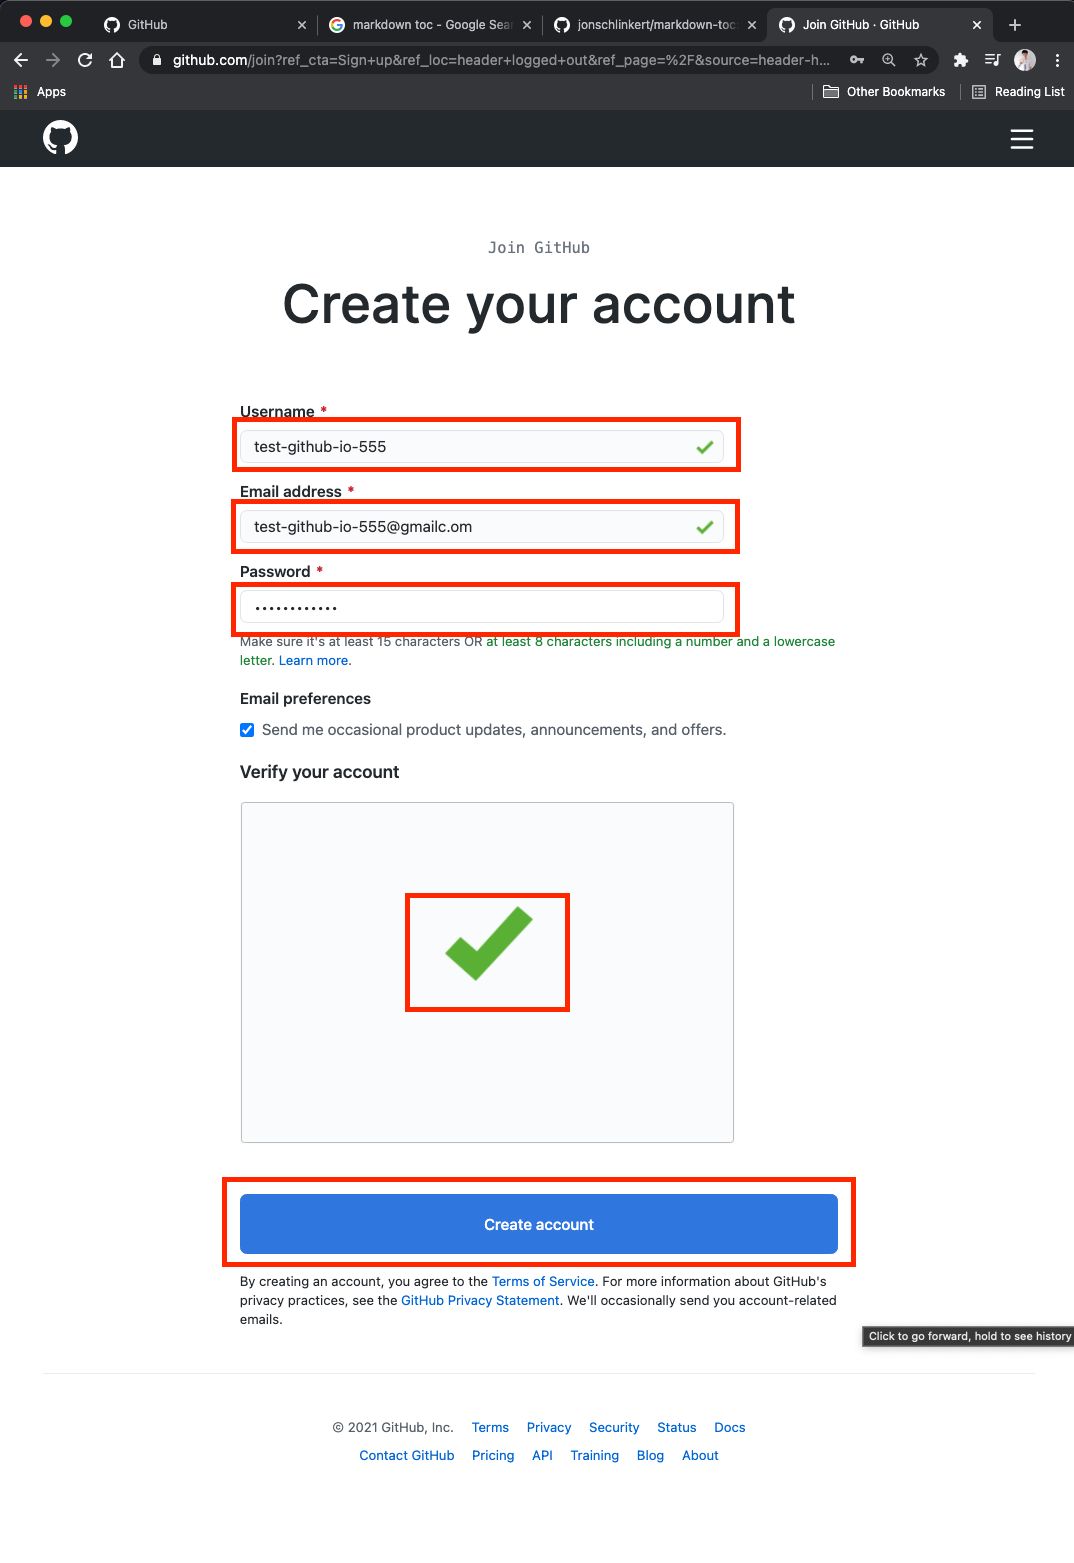 GitHub
markdown toc - Google Sear
jonschlinkert/markdown-toc:
Join GitHub · GitHub
github.com/join?ref_cta=Sign+up&ref_loc=header+logged+out&ref_page=%2F&source=header-h...
Apps
Other Bookmarks
Reading List
Join GitHub
Create your account
Username *
test-github-io-555
Email address *
test-github-io-555@gmailc.om
Password *
••••••••••••
Make sure it's at least 15 characters OR at least 8 characters including a number and a lowercase
letter. Learn more.
Email preferences
Send me occasional product updates, announcements, and offers.
Verify your account
Create account
By creating an account, you agree to the Terms of Service. For more information about GitHub's
privacy practices, see the GitHub Privacy Statement. We'll occasionally send you account-related
emails.
Click to go forward, hold to see history
© 2021 GitHub, Inc. Terms Privacy Security Status Docs
Contact GitHub Pricing API Training Blog About